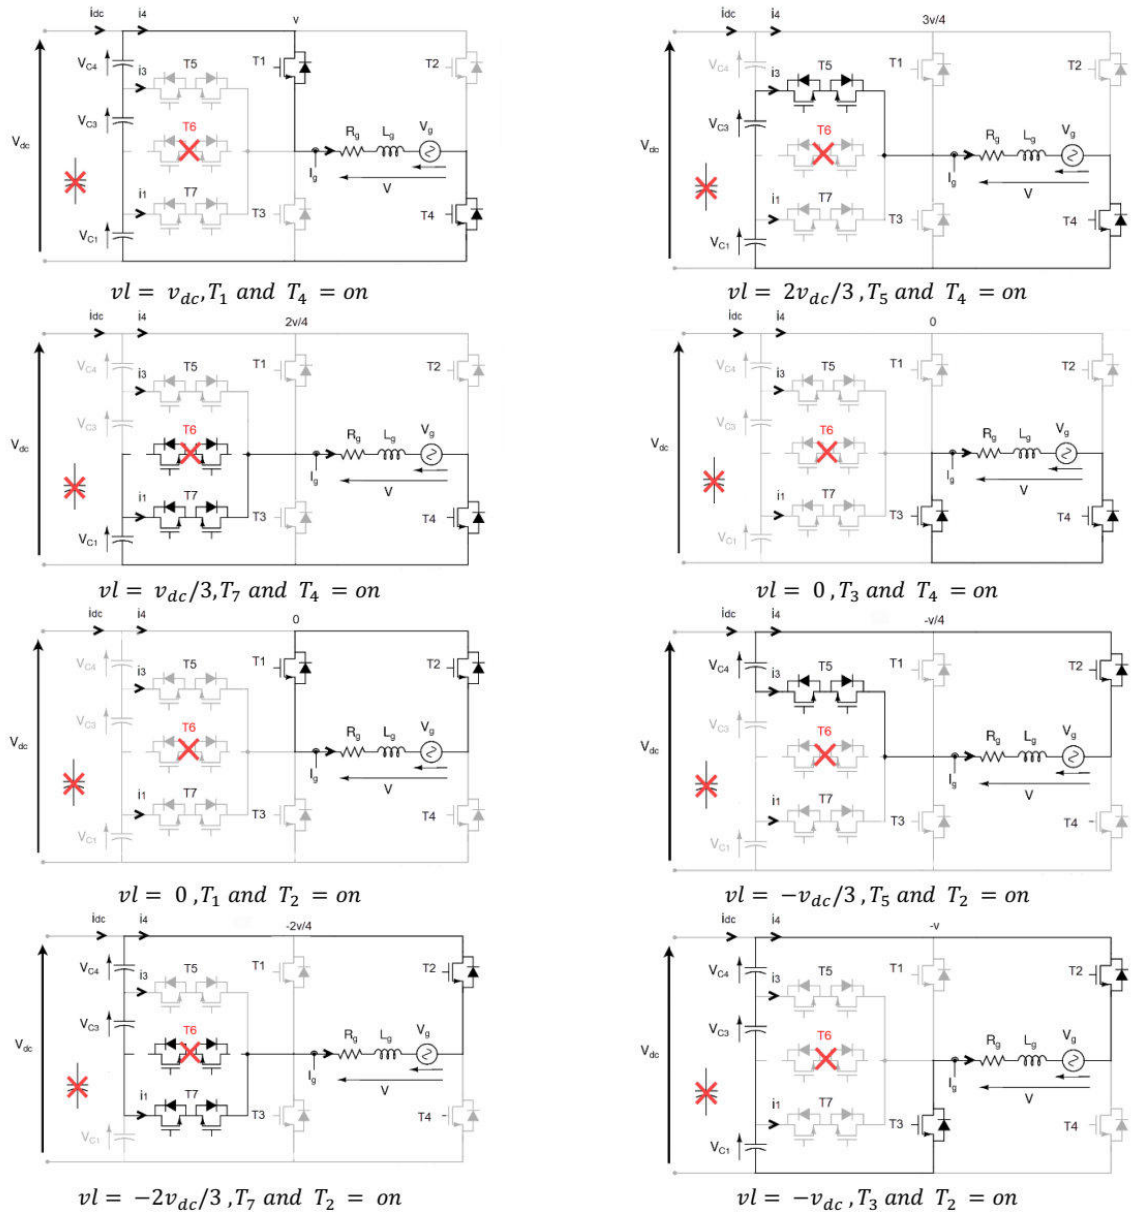 idc i4 v
VC4 i3 T5 T1 T2
VC3 T6 Rg Lg Vg
Vdc
i1 T7 Ig V
VC1 T3 T4
vl = vdc, T1 and T4 = on
idc i4 3v/4
VC4 i3 T5 T1 T2
VC3 T6 Rg Lg Vg
Vdc
i1 T7 Ig V
VC1 T3 T4
vl = 2vdc/3 , T5 and T4 = on
idc i4 2v/4
VC4 i3 T5 T1 T2
VC3 T6 Rg Lg Vg
Vdc
i1 T7 Ig V
VC1 T3 T4
vl = vdc/3, T7 and T4 = on
idc i4 0
VC4 i3 T5 T1 T2
VC3 T6 Rg Lg Vg
Vdc
i1 T7 Ig V
VC1 T3 T4
vl = 0 , T3 and T4 = on
idc i4 0
VC4 i3 T5 T1 T2
VC3 T6 Rg Lg Vg
Vdc
i1 T7 Ig V
VC1 T3 T4
vl = 0 , T1 and T2 = on
idc i4 -v/4
VC4 i3 T5 T1 T2
VC3 T6 Rg Lg Vg
Vdc
i1 T7 Ig V
VC1 T3 T4
vl = −vdc/3 , T5 and T2 = on
idc i4 -2v/4
VC4 i3 T5 T1 T2
VC3 T6 Rg Lg Vg
Vdc
i1 T7 Ig V
VC1 T3 T4
vl = −2vdc/3 , T7 and T2 = on
idc i4 -v
VC4 i3 T5 T1 T2
VC3 T6 Rg Lg Vg
Vdc
i1 T7 Ig V
VC1 T3 T4
vl = −vdc , T3 and T2 = on